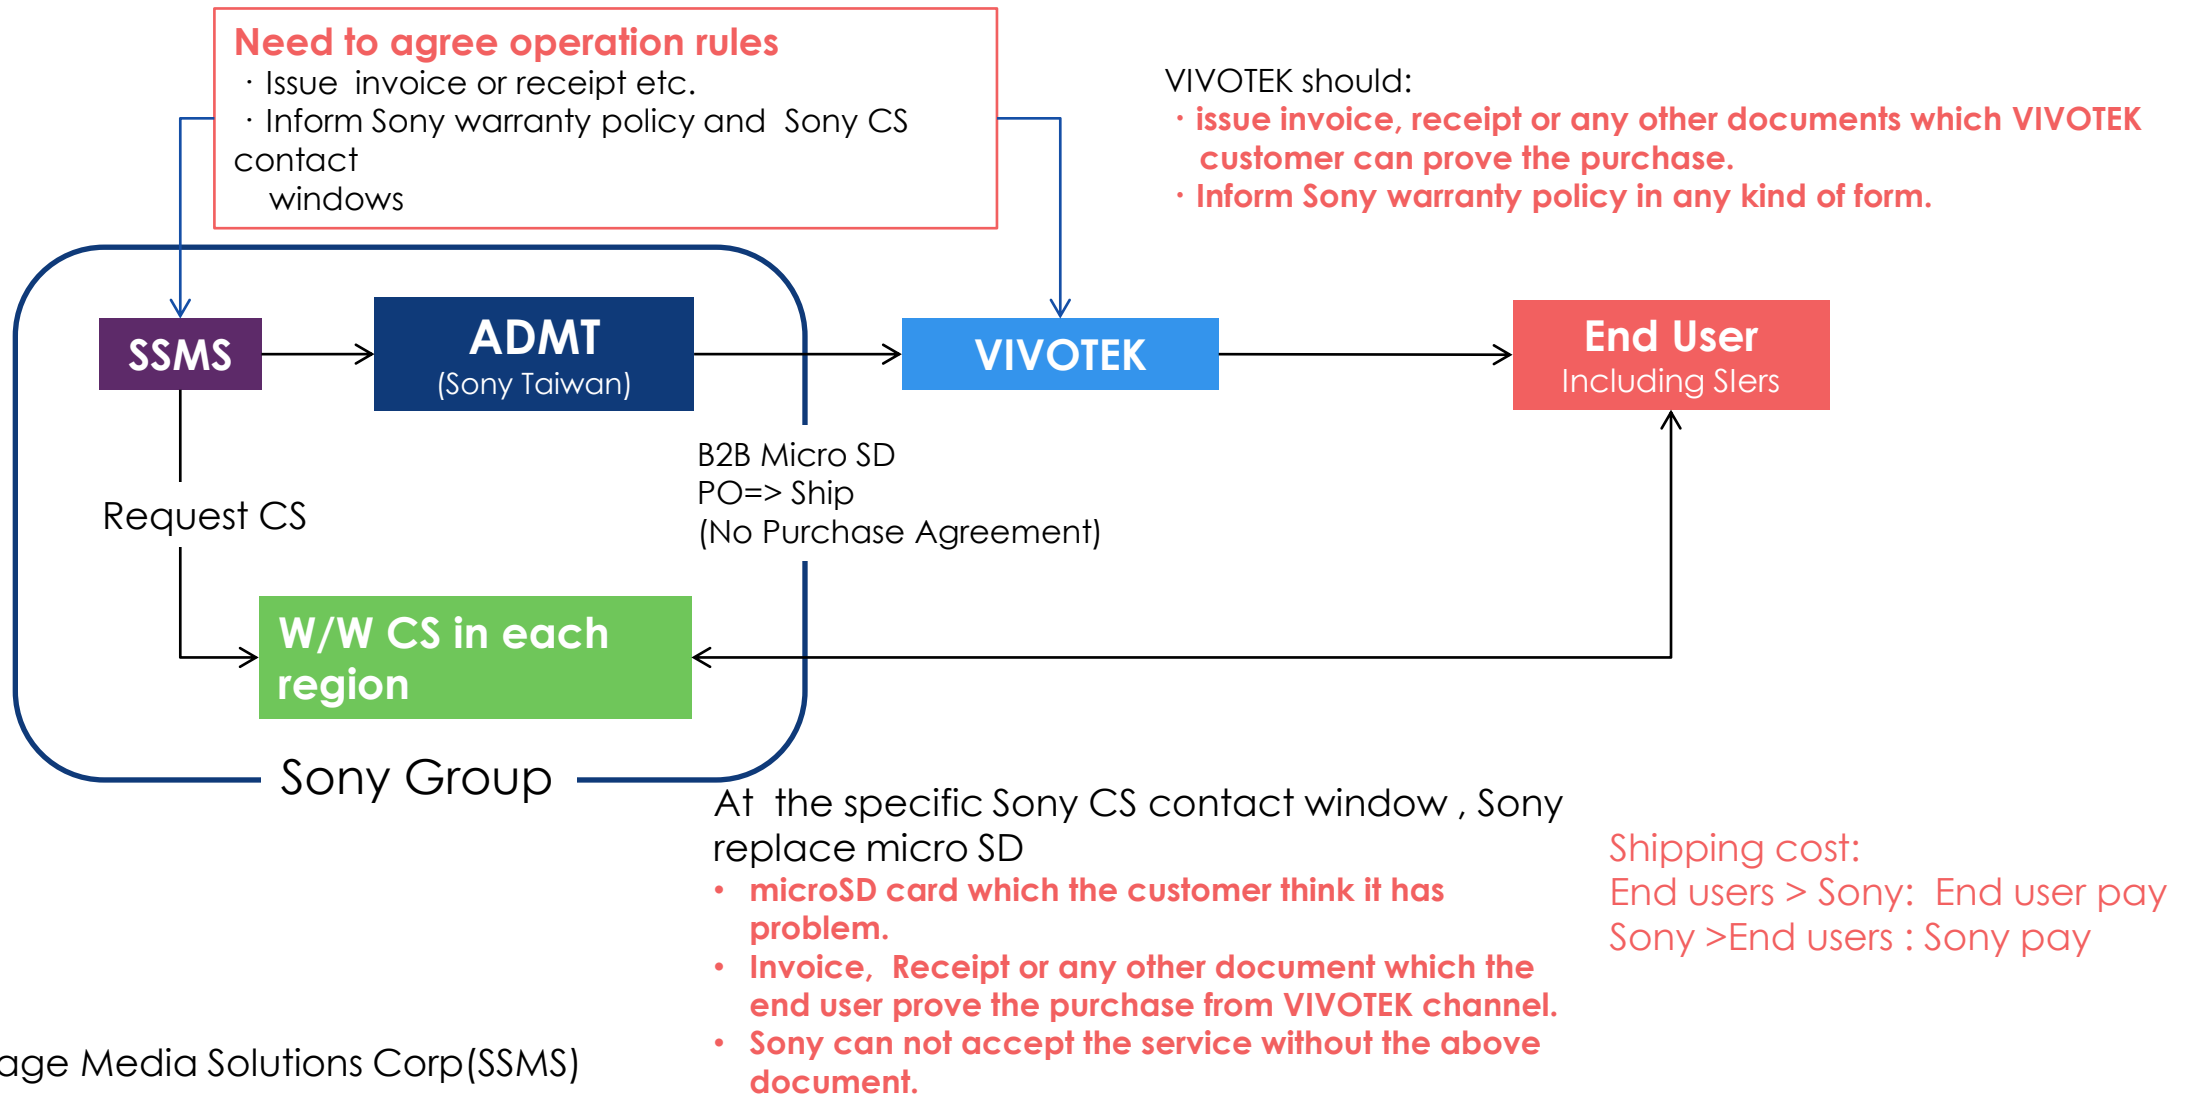 Need to agree operation rules
・Issue invoice or receipt etc.
・Inform Sony warranty policy and Sony CS
contact
windows
VIVOTEK should:
・issue invoice, receipt or any other documents which VIVOTEK
customer can prove the purchase.
・Inform Sony warranty policy in any kind of form.
SSMS
ADMT
(Sony Taiwan)
VIVOTEK
End User
Including SIers
B2B Micro SD
PO=> Ship
(No Purchase Agreement)
Request CS
W/W CS in each
region
Sony Group
At the specific Sony CS contact window , Sony
replace micro SD
• microSD card which the customer think it has
problem.
• Invoice, Receipt or any other document which the
end user prove the purchase from VIVOTEK channel.
• Sony can not accept the service without the above
document.
Shipping cost:
End users > Sony: End user pay
Sony >End users : Sony pay
Media Solutions Corp(SSMS)